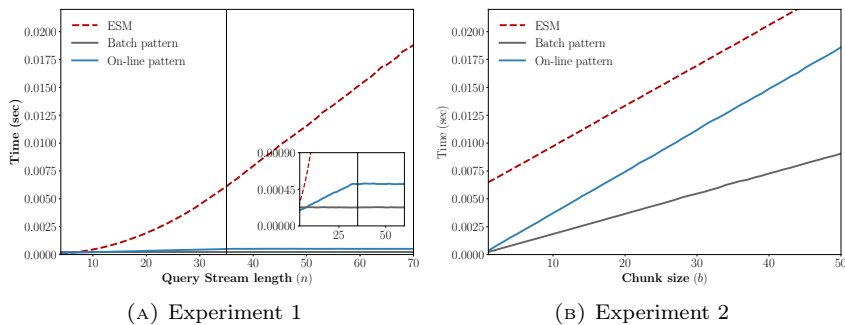 ESM
Batch pattern
On-line pattern
0.0200
0.0175
0.0150
0.0125
0.0100
0.0075
0.0050
0.0025
0.0000
Time (sec)
10 20 30 40 50 60 70
Query Stream length (n)
0.00090
0.00045
0.00000
25 50
(A) Experiment 1
ESM
Batch pattern
On-line pattern
0.0200
0.0175
0.0150
0.0125
0.0100
0.0075
0.0050
0.0025
0.0000
Time (sec)
10 20 30 40 50
Chunk size (b)
(B) Experiment 2